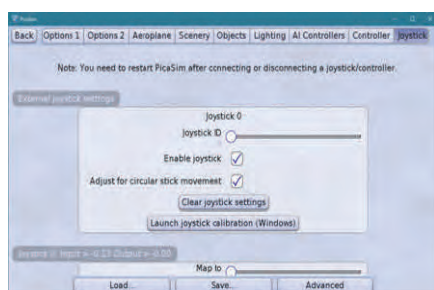 PicaSim
Back Options 1 Options 2 Aeroplane Scenery Objects Lighting AI Controllers Controller Joystick
Note: You need to restart PicaSim after connecting or disconnecting a joystick/controller.
External joystick settings
Joystick 0
Joystick ID
Enable joystick
Adjust for circular stick movement
Clear joystick settings
Launch joystick calibration (Windows)
Map to
Load... Save... Advanced